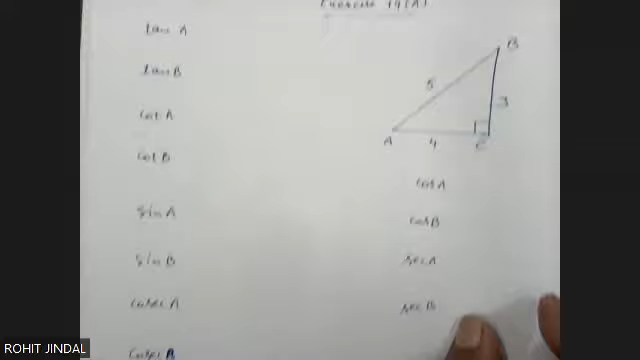 Exercise 19(A)
tan A
tan B
cot A
cot B
sin A
sin B
cosec A
cosec B
B
5
3
A
4
C
cos A
cos B
sec A
sec B
ROHIT JINDAL